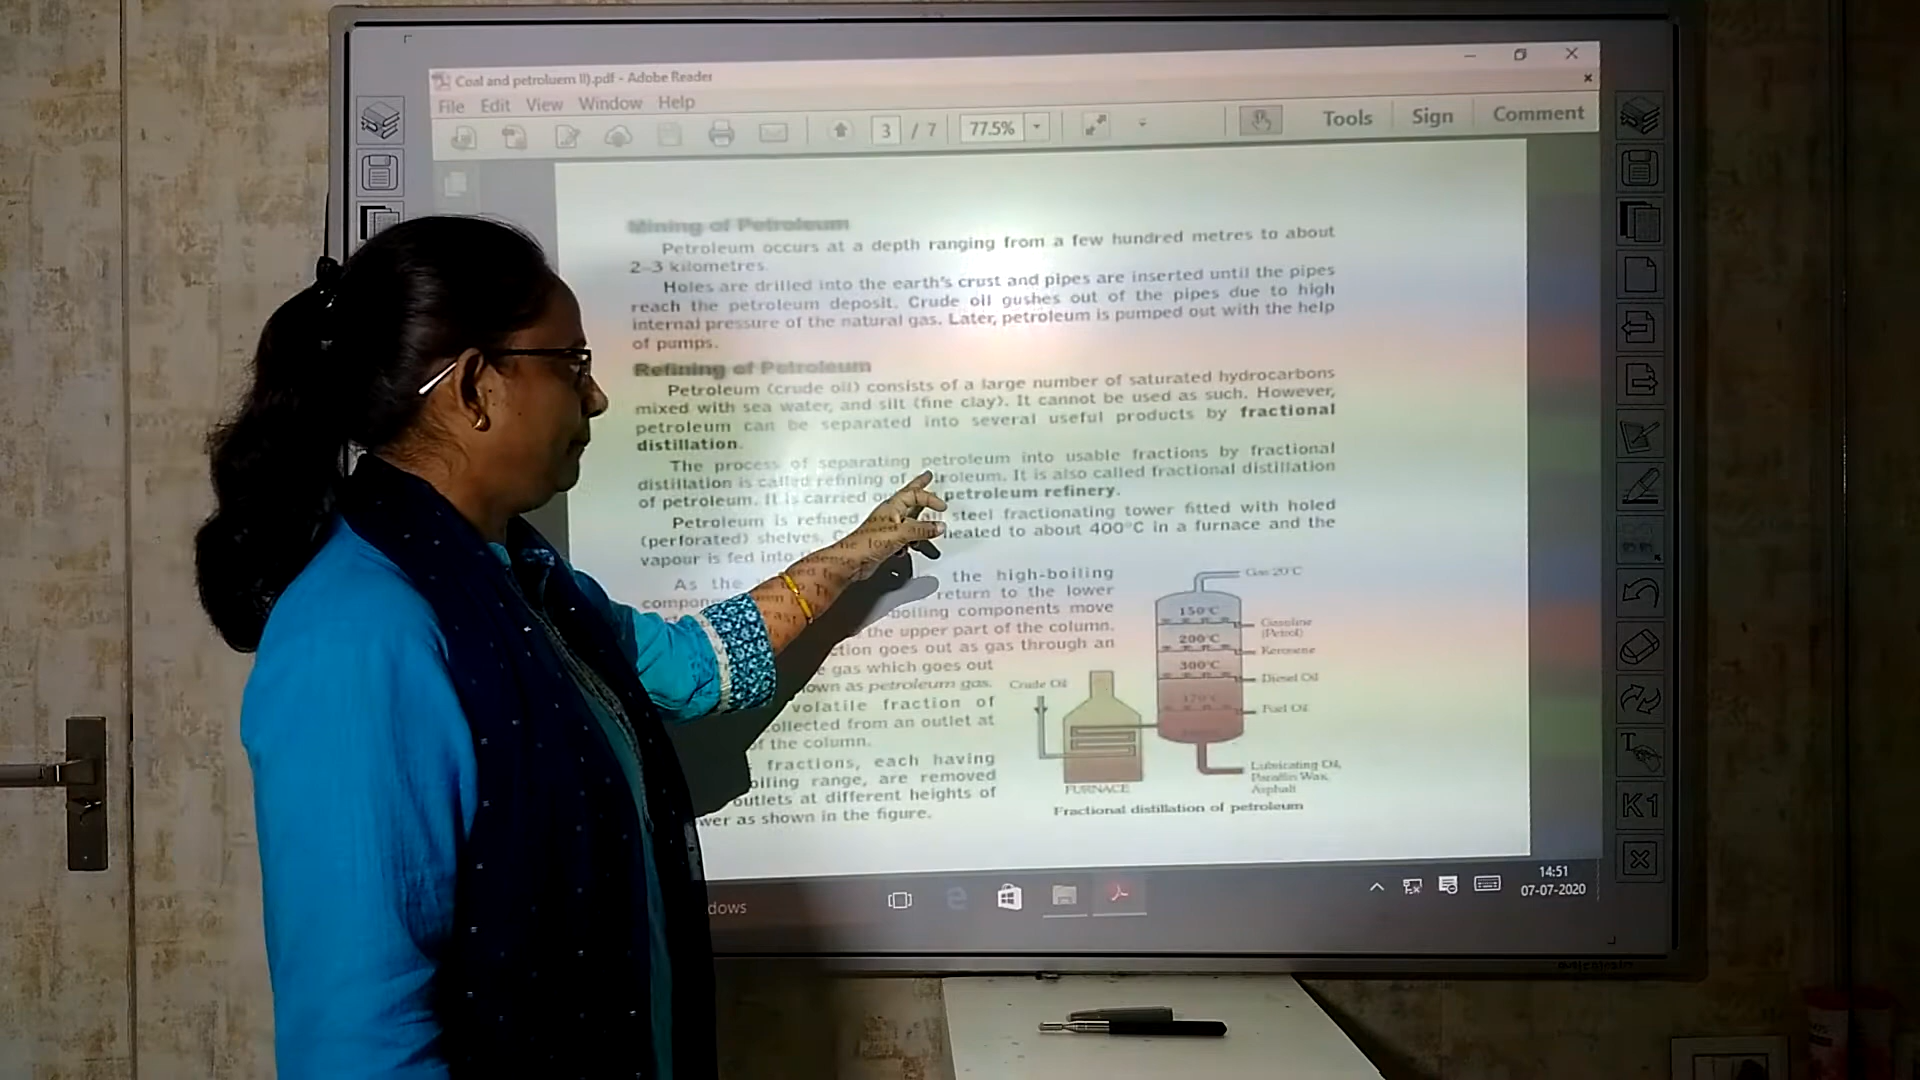 Coal and petroluem II).pdf - Adobe Reader
File Edit View Window Help
3 / 7 77.5% Tools Sign Comment
Mining of Petroleum
Petroleum occurs at a depth ranging from a few hundred metres to about
2–3 kilometres.
Holes are drilled into the earth's crust and pipes are inserted until the pipes
reach the petroleum deposit. Crude oil gushes out of the pipes due to high
internal pressure of the natural gas. Later, petroleum is pumped out with the help
of pumps.
Refining of Petroleum
Petroleum (crude oil) consists of a large number of saturated hydrocarbons
mixed with sea water, and silt (fine clay). It cannot be used as such. However,
petroleum can be separated into several useful products by fractional
distillation.
The process of separating petroleum into usable fractions by fractional
distillation is called refining of troleum. It is also called fractional distillation
of petroleum. It is carried petroleum refinery.
Petroleum is refined steel fractionating tower fitted with holed
(perforated) shelves. heated to about 400°C in a furnace and the
vapour is fed into
As the the high-boiling
return to the lower
boiling components move
the upper part of the column.
goes out as gas through an
gas which goes out
as petroleum gas.
volatile fraction of
collected from an outlet at
of the column.
fractions, each having
boiling range, are removed
outlets at different heights of
as shown in the figure.
Gas 20°C
150°C
Gasoline
(Petrol)
200°C
Kerosene
300°C
Diesel Oil
370°C
Fuel Oil
Crude Oil
Lubricating Oil,
Paraffin Wax,
Asphalt
FURNACE
Fractional distillation of petroleum
K1
dows
14:51
07-07-2020